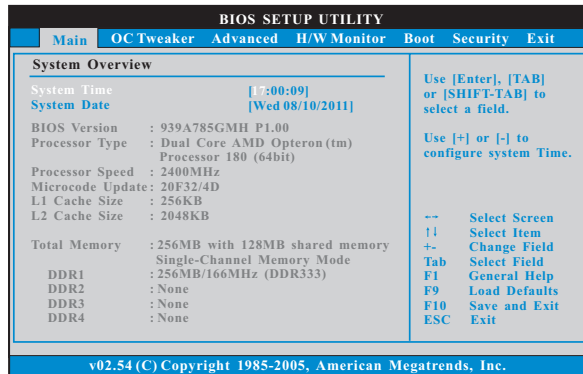 BIOS SETUP UTILITY
Main OC Tweaker Advanced H/W Monitor Boot Security Exit
System Overview
System Time [17:00:09]
System Date [Wed 08/10/2011]
BIOS Version : 939A785GMH P1.00
Processor Type : Dual Core AMD Opteron (tm)
Processor 180 (64bit)
Processor Speed : 2400MHz
Microcode Update : 20F32/4D
L1 Cache Size : 256KB
L2 Cache Size : 2048KB
Total Memory : 256MB with 128MB shared memory
Single-Channel Memory Mode
DDR1 : 256MB/166MHz (DDR333)
DDR2 : None
DDR3 : None
DDR4 : None
Use [Enter], [TAB]
or [SHIFT-TAB] to
select a field.
Use [+] or [-] to
configure system Time.
←→ Select Screen
↑↓ Select Item
+- Change Field
Tab Select Field
F1 General Help
F9 Load Defaults
F10 Save and Exit
ESC Exit
v02.54 (C) Copyright 1985-2005, American Megatrends, Inc.